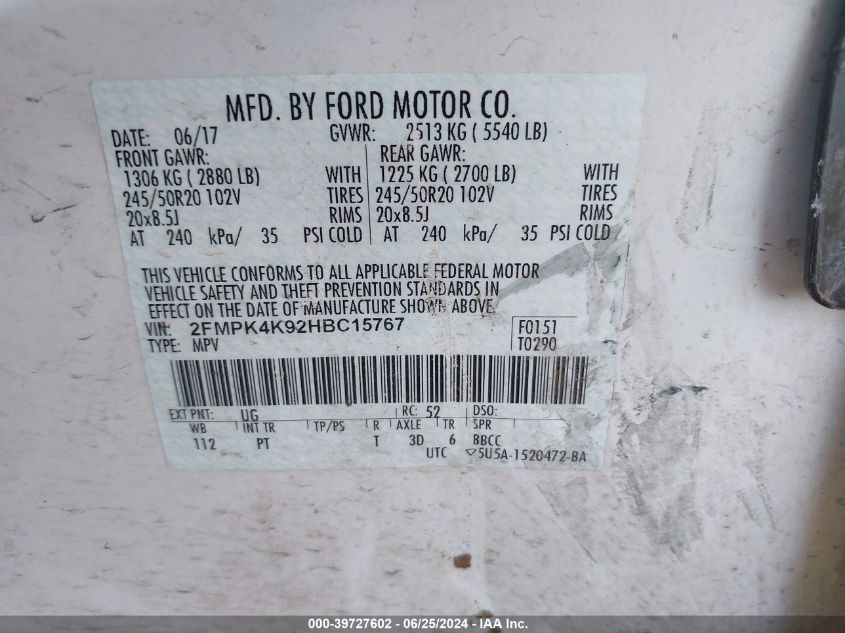 MFD. BY FORD MOTOR CO.
DATE: 06/17 GVWR: 2513 KG ( 5540 LB)
FRONT GAWR: REAR GAWR:
1306 KG ( 2880 LB) WITH 1225 KG ( 2700 LB) WITH
245/50R20 102V TIRES 245/50R20 102V TIRES
20x8.5J RIMS 20x8.5J RIMS
AT 240 kPa/ 35 PSI COLD AT 240 kPa/ 35 PSI COLD
THIS VEHICLE CONFORMS TO ALL APPLICABLE FEDERAL MOTOR
VEHICLE SAFETY AND THEFT PREVENTION STANDARDS IN
EFFECT ON THE DATE OF MANUFACTURE SHOWN ABOVE.
VIN: 2FMPK4K92HBC15767 F0151
TYPE: MPV T0290
EXT PNT: UG RC: 52 DSO:
WB INT TR TP/PS R AXLE TR SPR
112 PT T 3D 6 BBCC
UTC ▽5U5A-1520472-BA
000-39727602 - 06/25/2024 - IAA Inc.